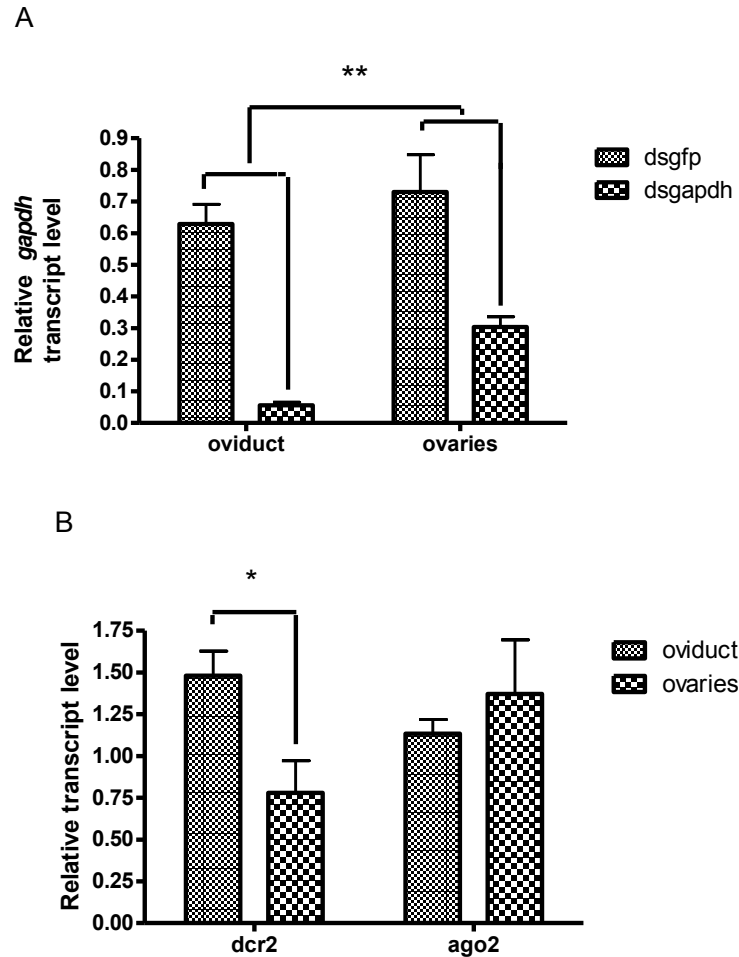 A
**
Relative gapdh
transcript level
0.9
0.8
0.7
0.6
0.5
0.4
0.3
0.2
0.1
0.0
oviduct
ovaries
dsgfp
dsgapdh
B
*
Relative transcript level
1.75
1.50
1.25
1.00
0.75
0.50
0.25
0.00
dcr2
ago2
oviduct
ovaries